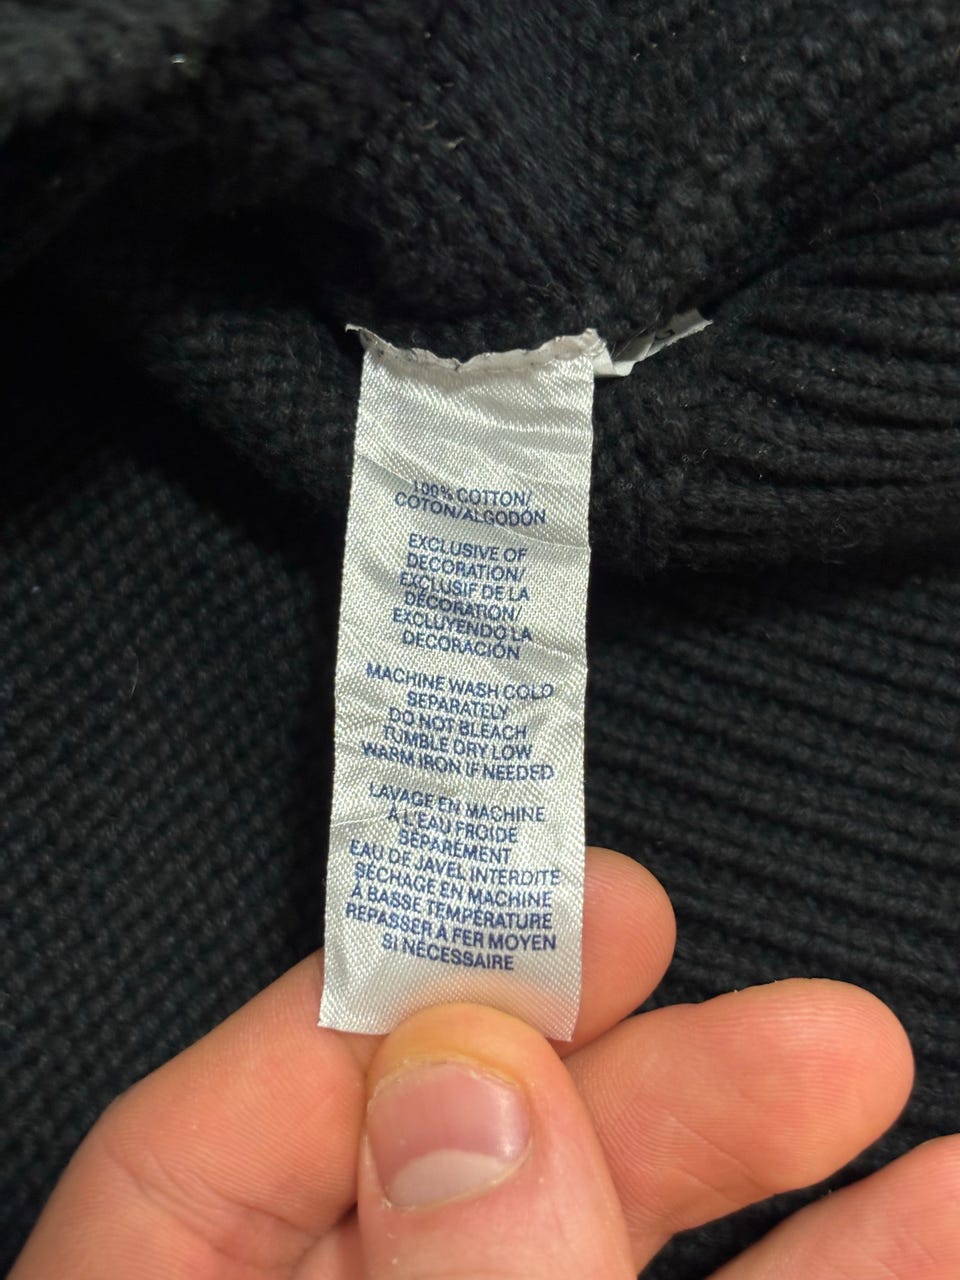 100% COTTON/
COTON/ALGODÓN
EXCLUSIVE OF
DECORATION/
EXCLUSIF DE LA
DÉCORATION/
EXCLUYENDO LA
DECORACIÓN
MACHINE WASH COLD
SEPARATELY
DO NOT BLEACH
TUMBLE DRY LOW
WARM IRON IF NEEDED
LAVAGE EN MACHINE
À L'EAU FROIDE
SÉPARÉMENT
EAU DE JAVEL INTERDITE
SÉCHAGE EN MACHINE
À BASSE TEMPÉRATURE
REPASSER À FER MOYEN
SI NÉCESSAIRE